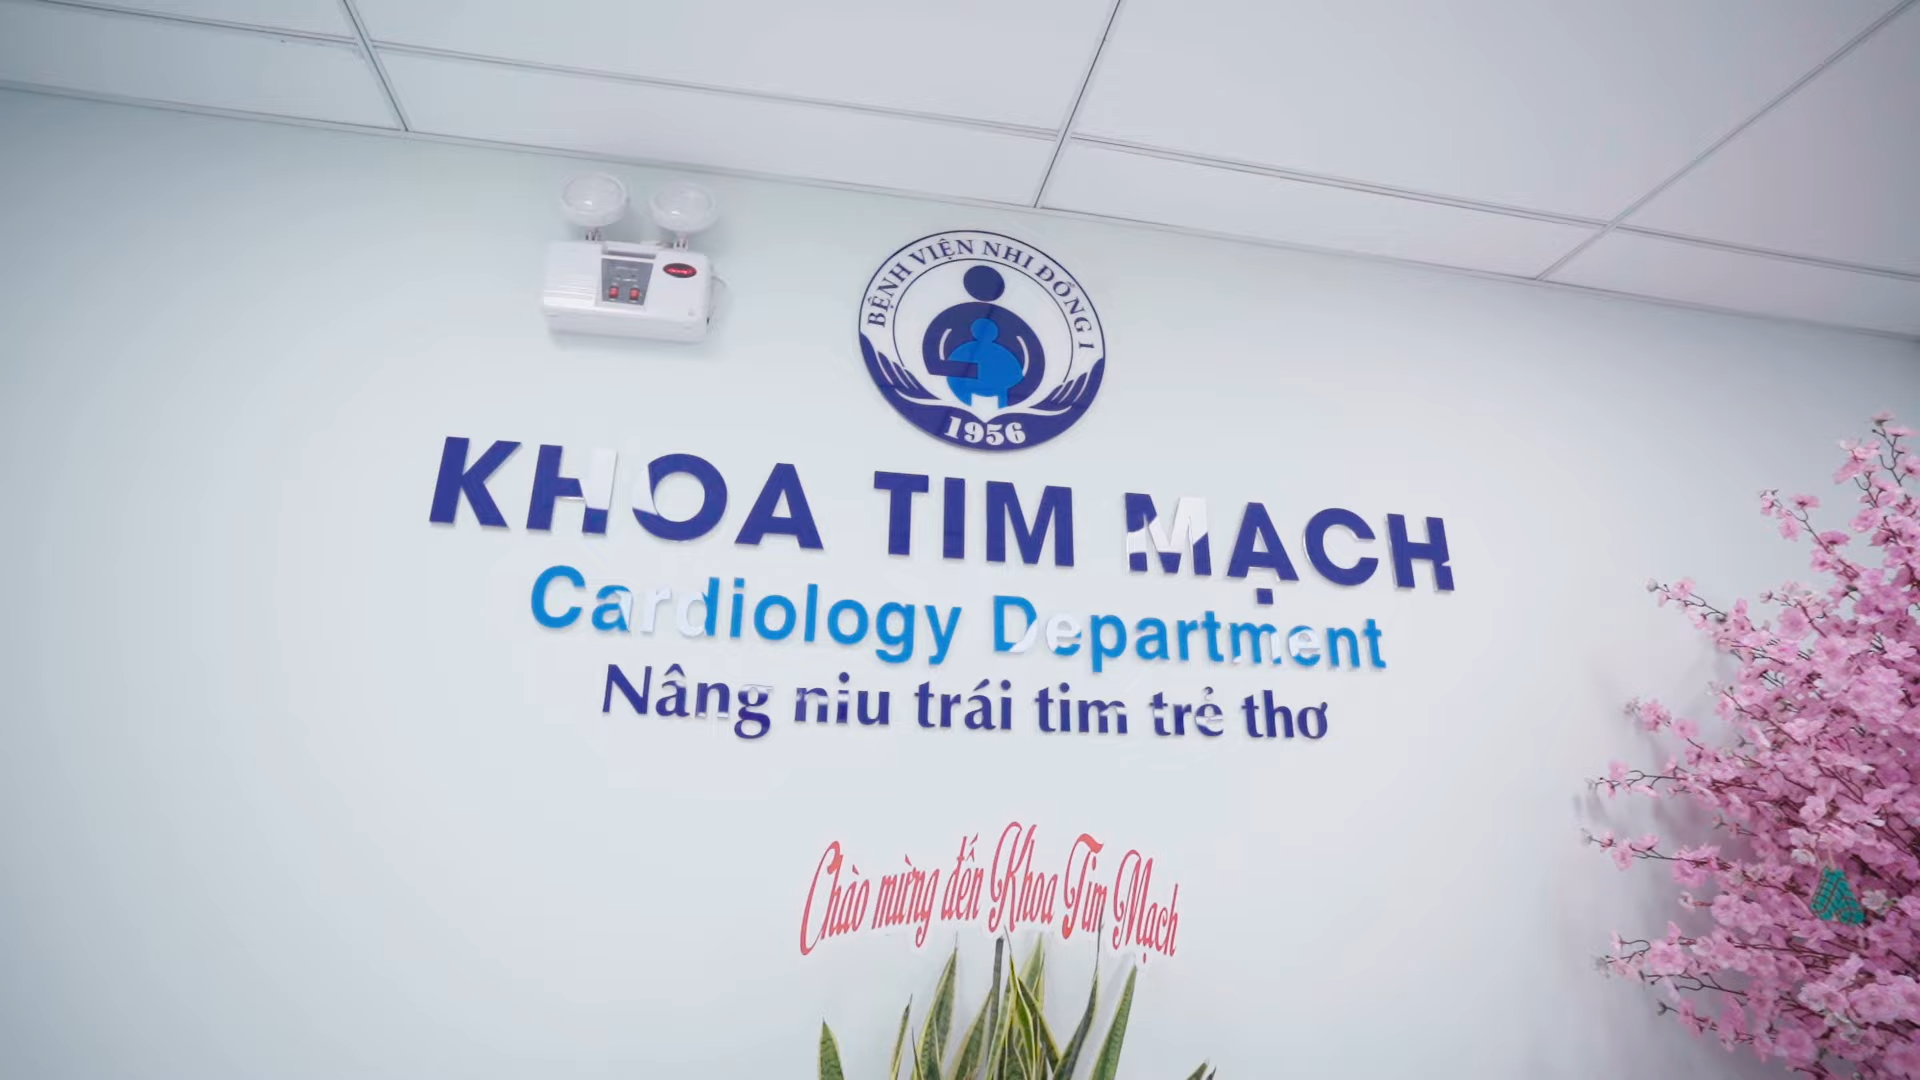 BỆNH VIỆN NHI ĐỒNG 1
1956
KHOA TIM MẠCH
Cardiology Department
Nâng niu trái tim trẻ thơ
Chào mừng đến Khoa Tim Mạch